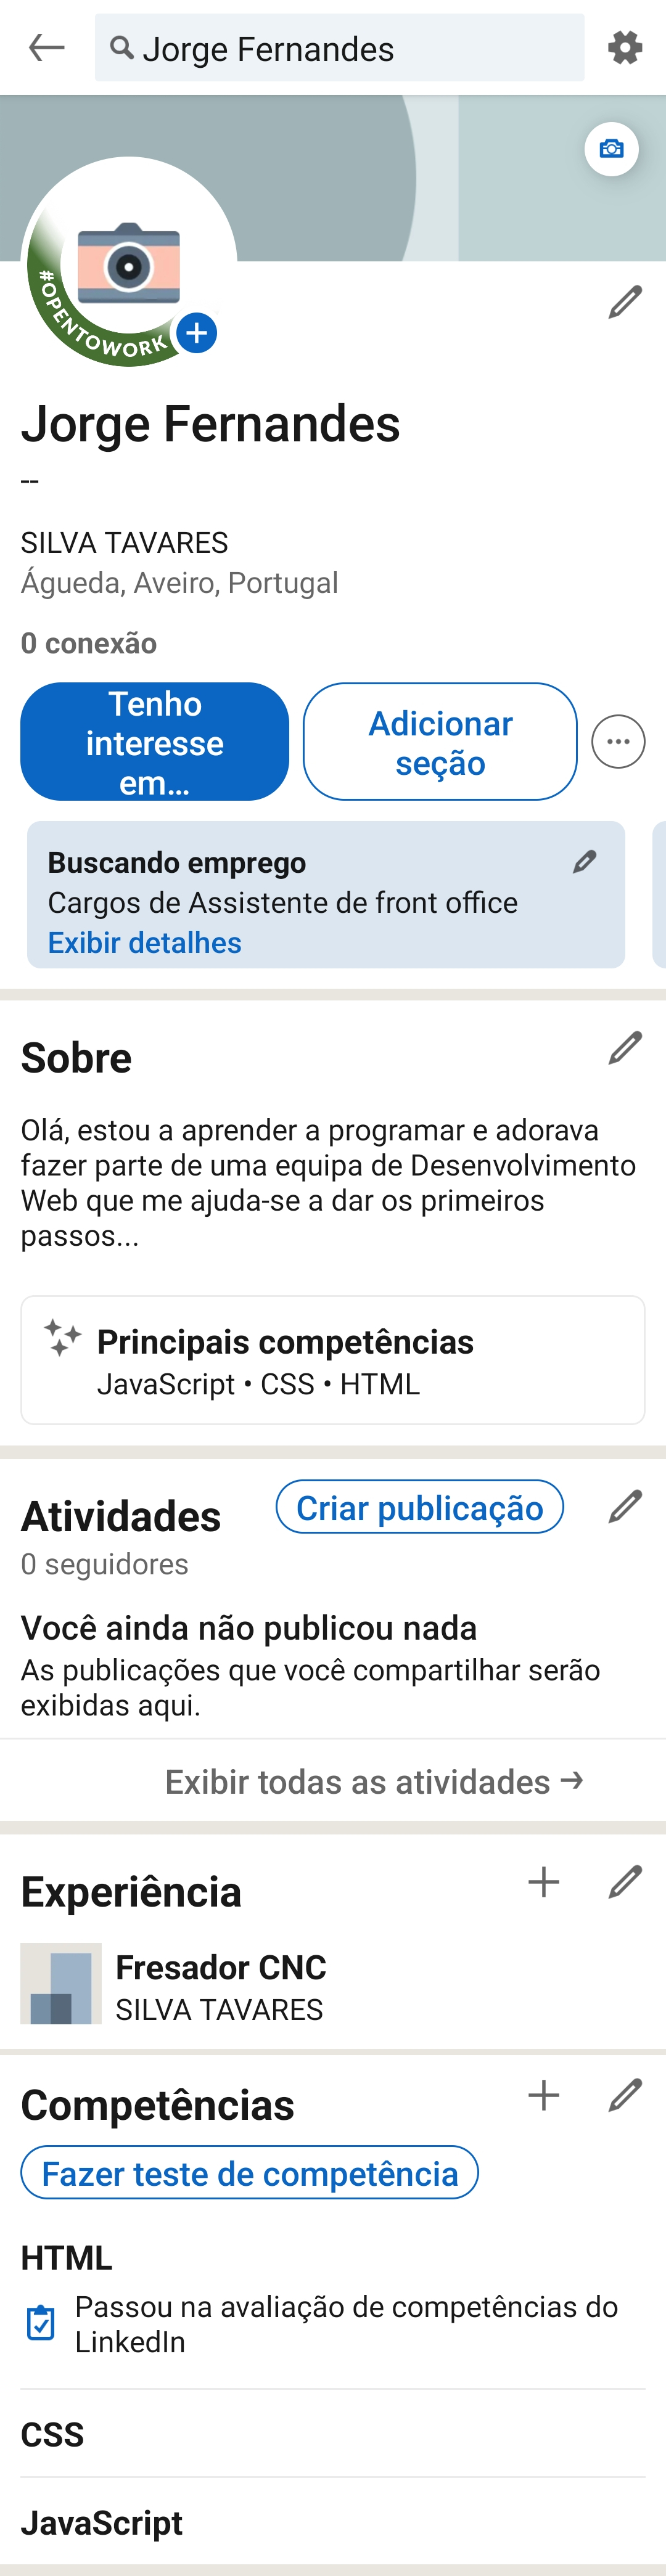 Jorge Fernandes
#OPENTOWORK
Jorge Fernandes
--
SILVA TAVARES
Águeda, Aveiro, Portugal
0 conexão
Tenho
interesse
em...
Adicionar
seção
Buscando emprego
Cargos de Assistente de front office
Exibir detalhes
Sobre
Olá, estou a aprender a programar e adorava
fazer parte de uma equipa de Desenvolvimento
Web que me ajuda-se a dar os primeiros
passos...
Principais competências
JavaScript • CSS • HTML
Atividades
Criar publicação
0 seguidores
Você ainda não publicou nada
As publicações que você compartilhar serão
exibidas aqui.
Exibir todas as atividades →
Experiência
Fresador CNC
SILVA TAVARES
Competências
Fazer teste de competência
HTML
Passou na avaliação de competências do
LinkedIn
CSS
JavaScript